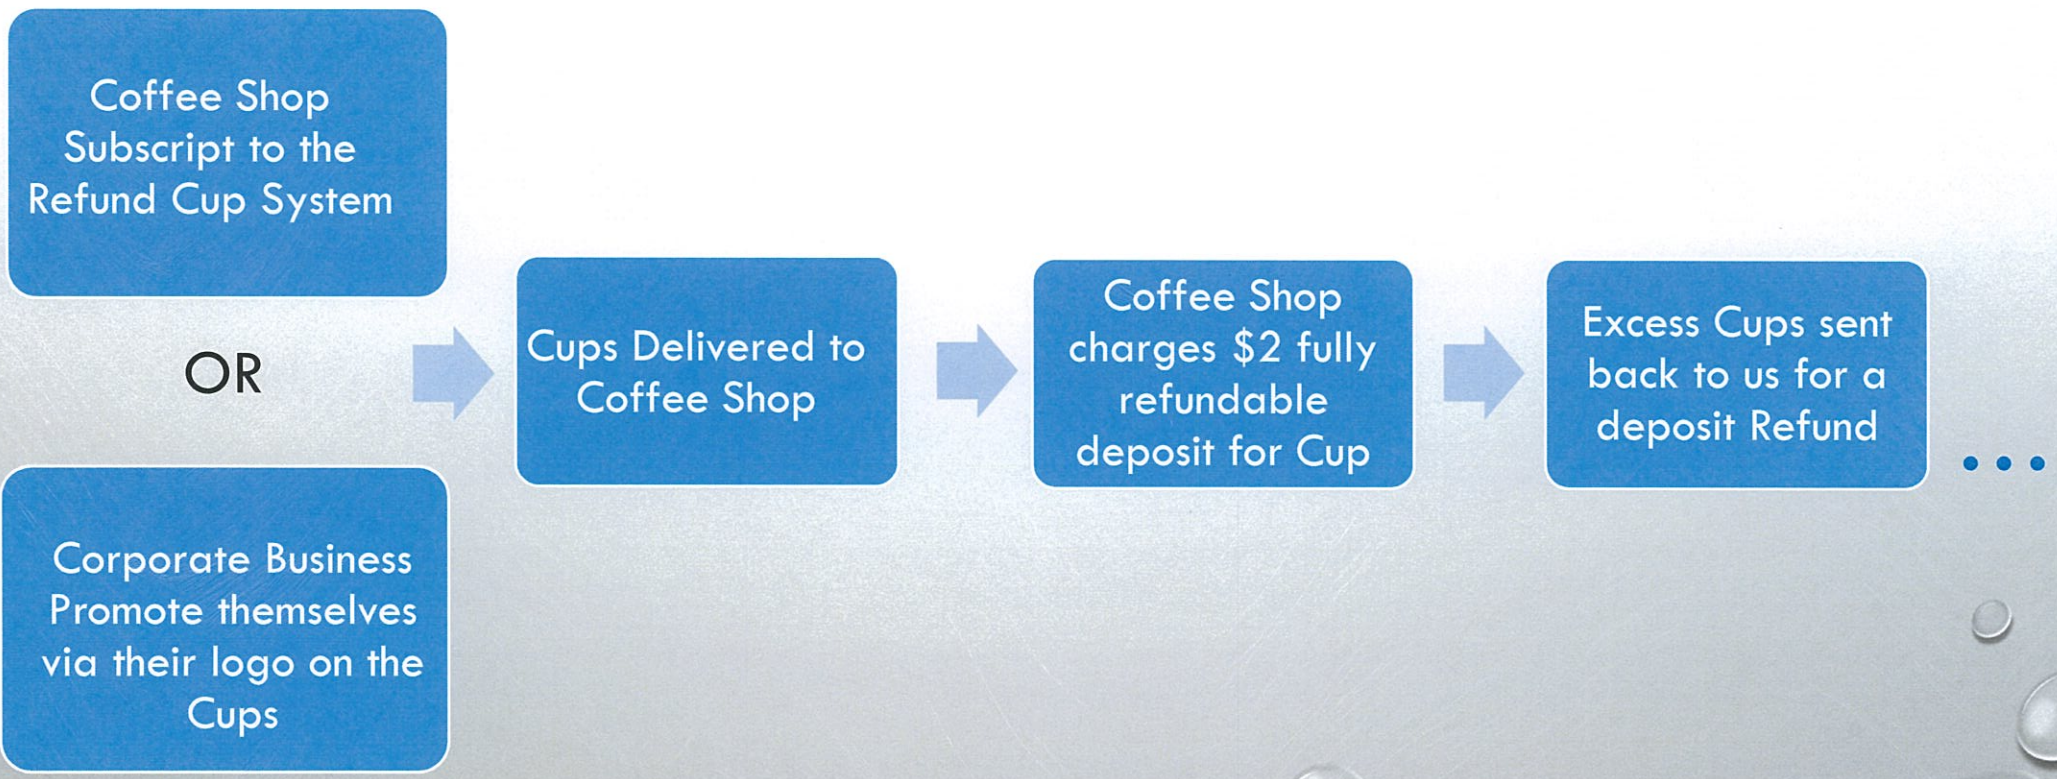 Coffee Shop
Subscript to the
Refund Cup System
OR
Corporate Business
Promote themselves
via their logo on the
Cups
Cups Delivered to
Coffee Shop
Coffee Shop
charges $2 fully
refundable
deposit for Cup
Excess Cups sent
back to us for a
deposit Refund
...